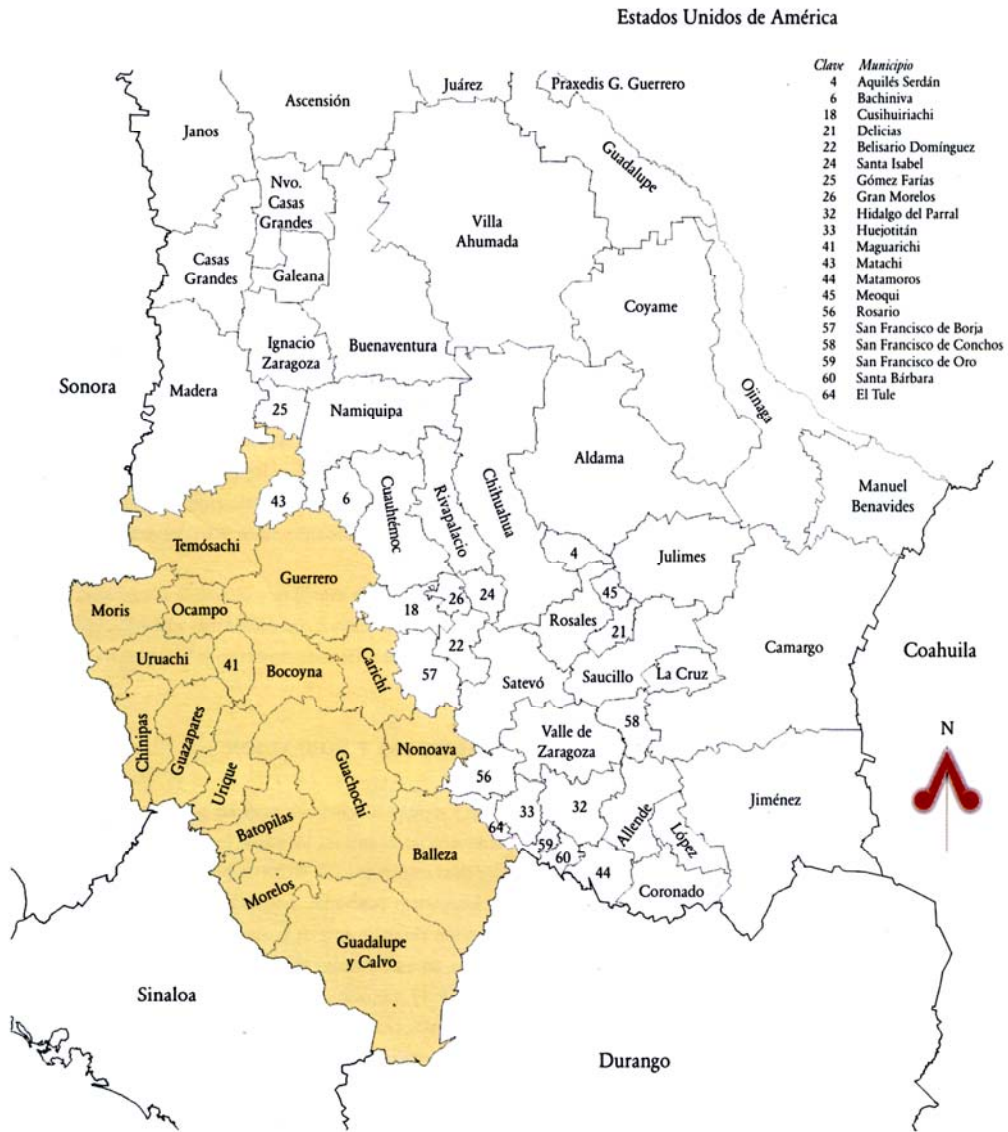 Estados Unidos de América
Clave Municipio
4 Aquilés Serdán
6 Bachiniva
18 Cusihuiriachi
21 Delicias
22 Belisario Domínguez
24 Santa Isabel
25 Gómez Farías
26 Gran Morelos
32 Hidalgo del Parral
33 Huejotitán
41 Maguarichi
43 Matachi
44 Matamoros
45 Meoqui
56 Rosario
57 San Francisco de Borja
58 San Francisco de Conchos
59 San Francisco de Oro
60 Santa Bárbara
64 El Tule
Juárez
Praxedis G. Guerrero
Ascensión
Janos
Guadalupe
Nvo.
Casas
Grandes
Villa
Ahumada
Casas
Grandes
Galeana
Coyame
Ignacio
Zaragoza
Buenaventura
Sonora
Madera
Ojinaga
25
Namiquipa
Aldama
Manuel
Benavides
43
6
Cuauhtémoc
Rivapalacio
Chihuahua
Temósachi
4
Julimes
Guerrero
Moris
Ocampo
18
26
24
45
Rosales
21
22
Uruachi
41
Bocoyna
Carichí
57
Satevó
Saucillo
La Cruz
Camargo
Coahuila
Chinipas
Guazapares
Urique
Guachochi
Nonoava
Valle de
Zaragoza
58
N
56
Batopilas
64
33
32
Allende
López
Jiménez
Balleza
59
60
44
Coronado
Morelos
Guadalupe
y Calvo
Sinaloa
Durango